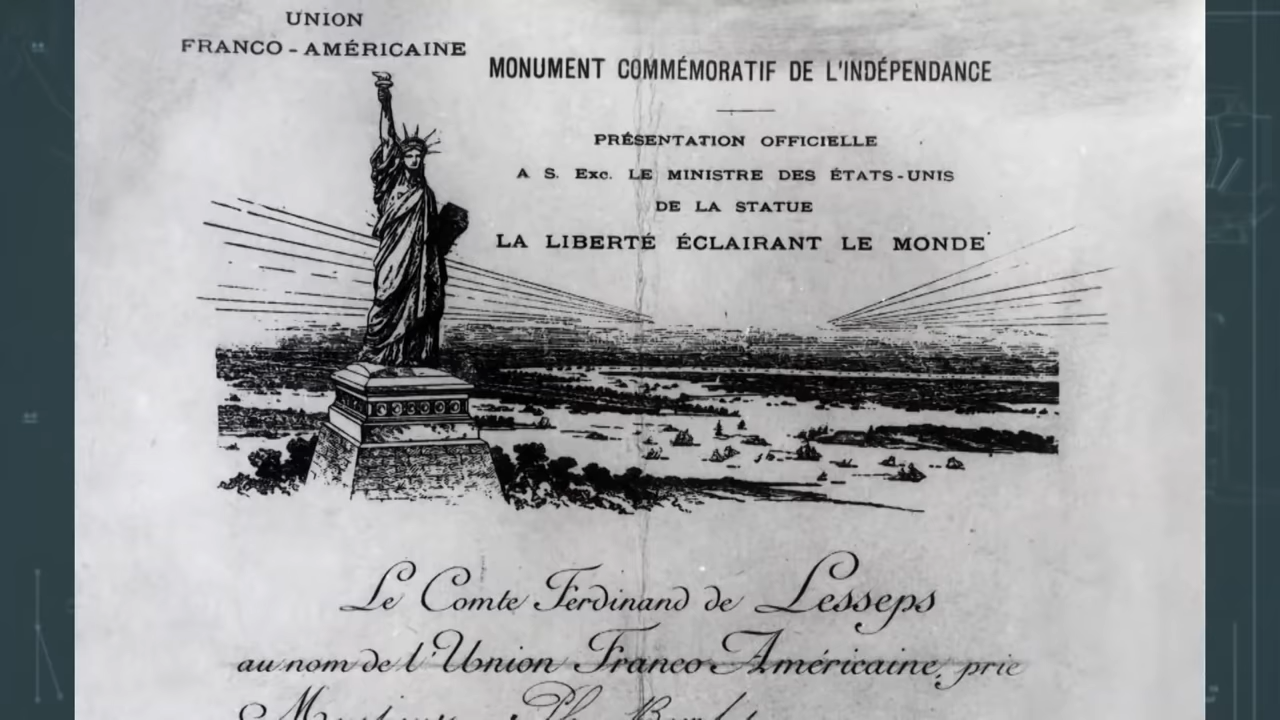 UNION
FRANCO-AMÉRICAINE
MONUMENT COMMÉMORATIF DE L'INDÉPENDANCE
PRÉSENTATION OFFICIELLE
A S. Exc. LE MINISTRE DES ÉTATS-UNIS
DE LA STATUE
LA LIBERTÉ ÉCLAIRANT LE MONDE
Le Comte Ferdinand de Lesseps
au nom de l'Union Franco-Américaine, prie